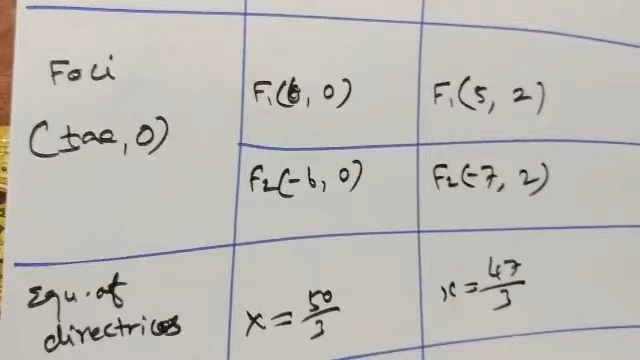 Foci
(±ae, 0)
F₁(6, 0)
F₁(5, 2)
F₂(-6, 0)
F₂(-7, 2)
Equ. of
directrices
x = 50/3
x = 47/3